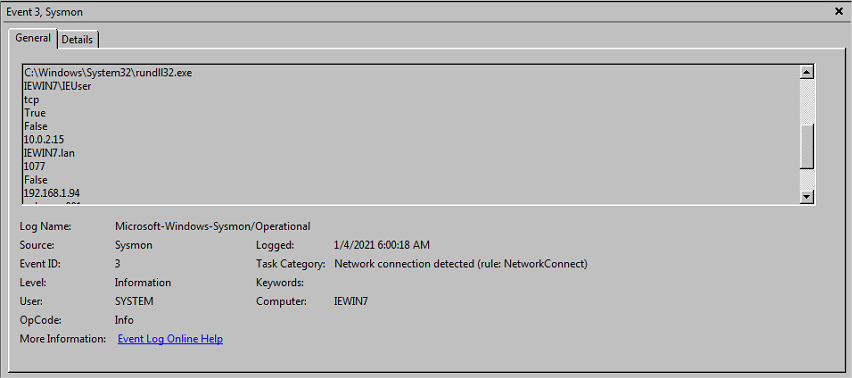 Event 3, Sysmon
General Details
C:\Windows\System32\rundll32.exe
IEWIN7\IEUser
tcp
True
False
10.0.2.15
IEWIN7.lan
1077
False
192.168.1.94
Log Name: Microsoft-Windows-Sysmon/Operational
Source: Sysmon Logged: 1/4/2021 6:00:18 AM
Event ID: 3 Task Category: Network connection detected (rule: NetworkConnect)
Level: Information Keywords:
User: SYSTEM Computer: IEWIN7
OpCode: Info
More Information: Event Log Online Help